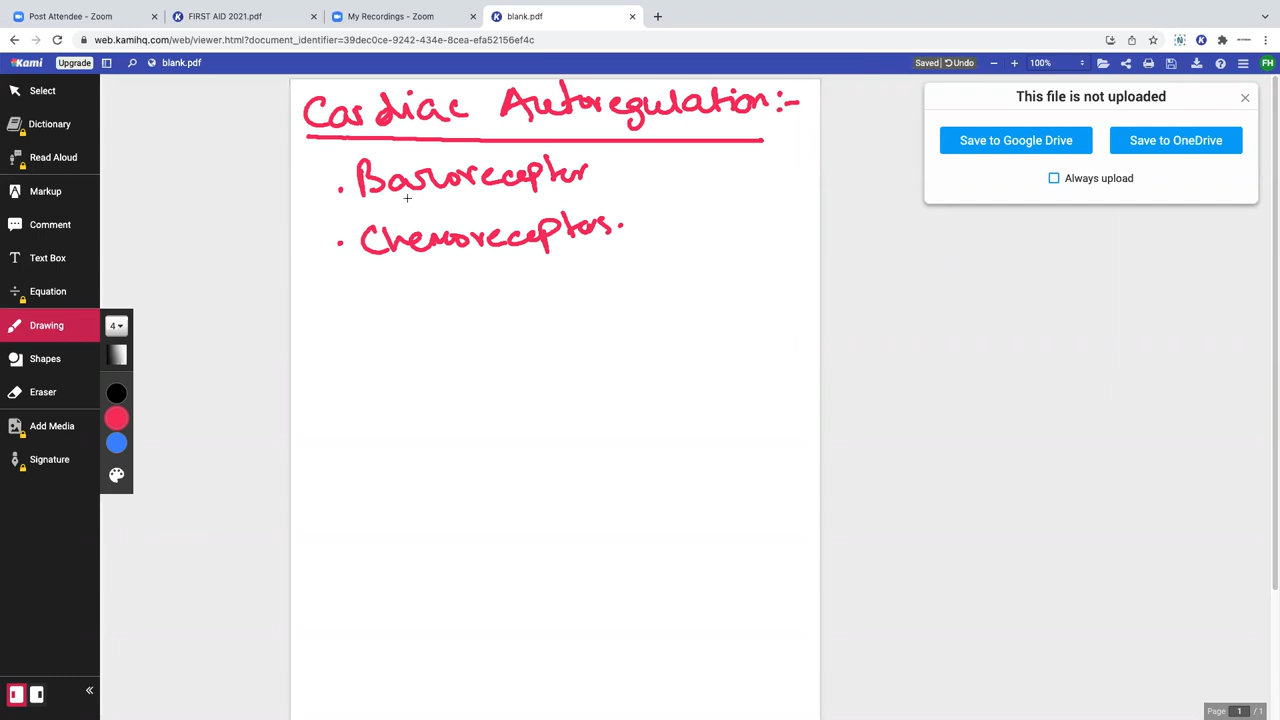 Post Attendee - Zoom
FIRST AID 2021.pdf
My Recordings - Zoom
blank.pdf
web.kamihq.com/web/viewer.html?document_identifier=39dec0ce-9242-434e-8cea-efa52156ef4c
Kami
Upgrade
blank.pdf
Saved
Undo
100%
FH
Select
Dictionary
Read Aloud
Markup
Comment
Text Box
Equation
Drawing
Shapes
Eraser
Add Media
Signature
4
Cardiac Autoregulation:-
· Baroreceptor
· Chemoreceptors.
This file is not uploaded
Save to Google Drive
Save to OneDrive
Always upload
Page 1 / 1